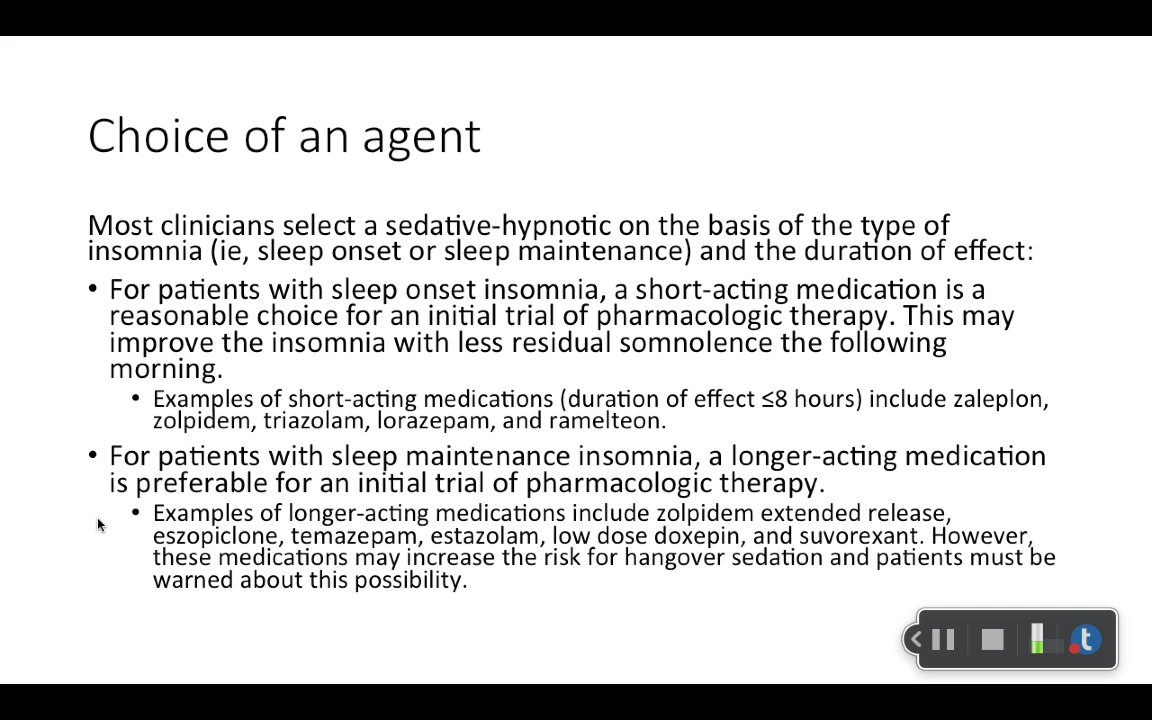 Choice of an agent
Most clinicians select a sedative-hypnotic on the basis of the type of
insomnia (ie, sleep onset or sleep maintenance) and the duration of effect:
• For patients with sleep onset insomnia, a short-acting medication is a
reasonable choice for an initial trial of pharmacologic therapy. This may
improve the insomnia with less residual somnolence the following
morning.
• Examples of short-acting medications (duration of effect ≤8 hours) include zaleplon,
zolpidem, triazolam, lorazepam, and ramelteon.
• For patients with sleep maintenance insomnia, a longer-acting medication
is preferable for an initial trial of pharmacologic therapy.
• Examples of longer-acting medications include zolpidem extended release,
eszopiclone, temazepam, estazolam, low dose doxepin, and suvorexant. However,
these medications may increase the risk for hangover sedation and patients must be
warned about this possibility.
t